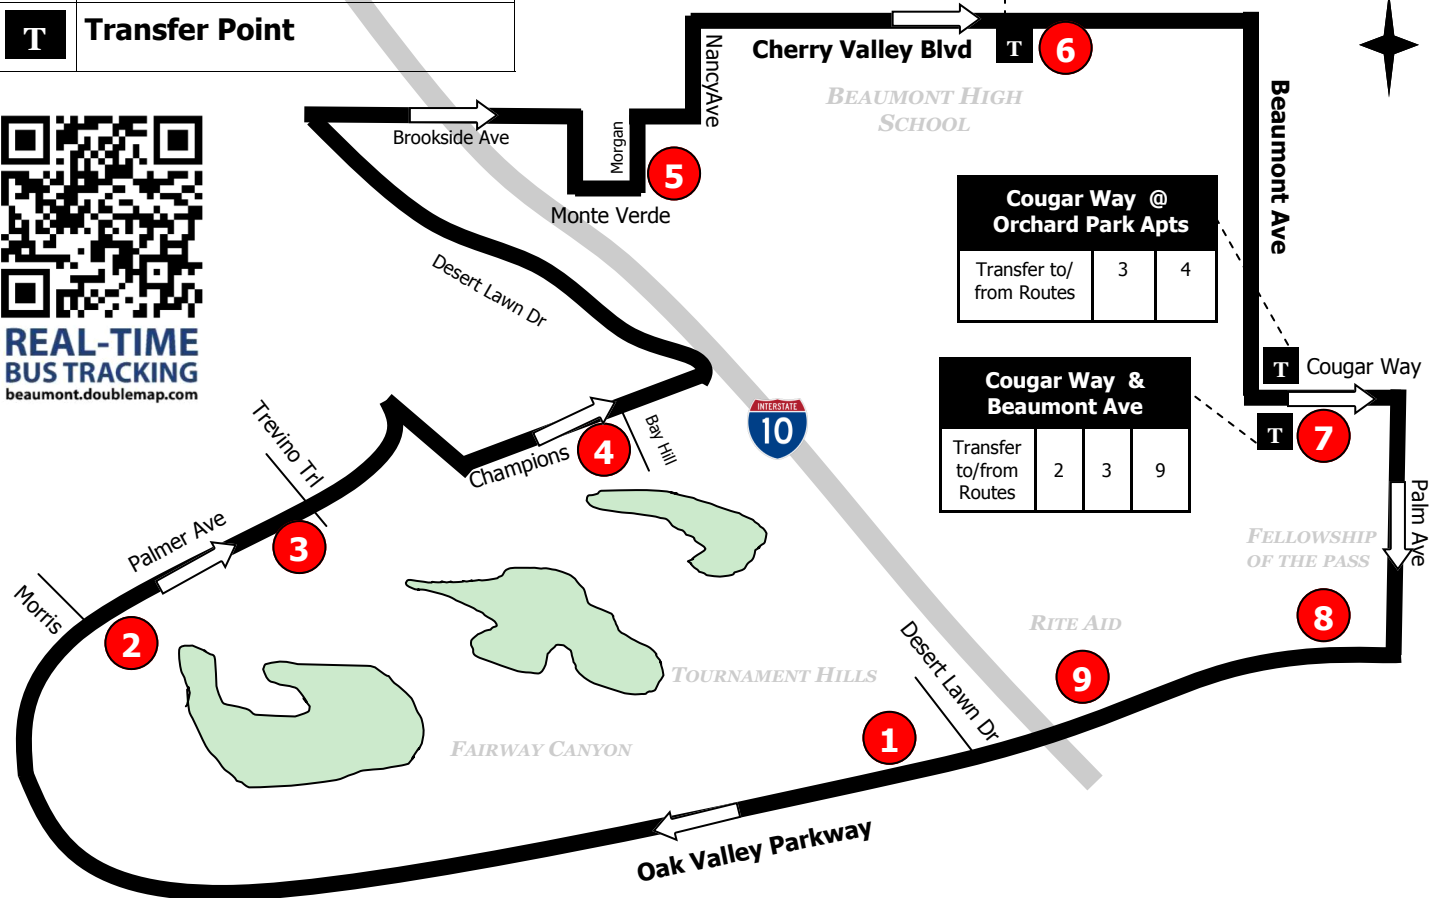 T
Transfer Point
REAL-TIME
BUS TRACKING
beaumont.doublemap.com
Brookside Ave
Morgan
NancyAve
5
Monte Verde
Cherry Valley Blvd
T
6
BEAUMONT HIGH
SCHOOL
Beaumont Ave
Cougar Way @
Orchard Park Apts
Transfer to/
from Routes
3
4
Desert Lawn Dr
T
Cougar Way
Cougar Way &
Beaumont Ave
Transfer
to/from
Routes
2
3
9
T
7
INTERSTATE
10
Trevino Trl
Champions
4
Bay Hill
Palm Ave
Palmer Ave
3
FELLOWSHIP
OF THE PASS
Morris
2
8
RITE AID
Desert Lawn Dr
9
TOURNAMENT HILLS
1
FAIRWAY CANYON
Oak Valley Parkway